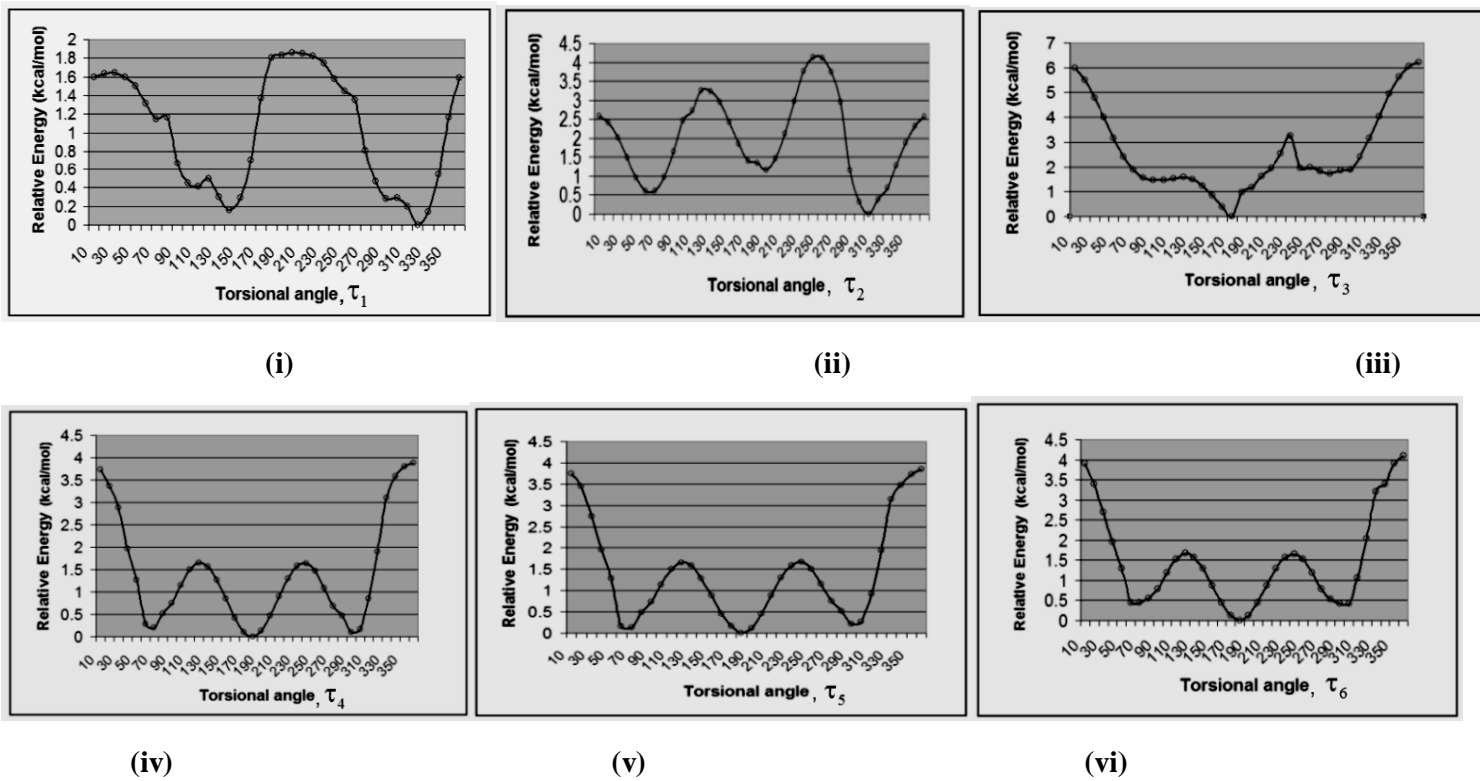 Relative Energy (kcal/mol)
2
1.8
1.6
1.4
1.2
1
0.8
0.6
0.4
0.2
0
10 30 50 70 90 110 130 150 170 190 210 230 250 270 290 310 330 350
Torsional angle, τ1
(i)
Relative Energy (kcal/mol)
4.5
4
3.5
3
2.5
2
1.5
1
0.5
0
10 30 50 70 90 110 130 150 170 190 210 230 250 270 290 310 330 350
Torsional angle, τ2
(ii)
Relative Energy (kcal/mol)
7
6
5
4
3
2
1
0
10 30 50 70 90 110 130 150 170 190 210 230 250 270 290 310 330 350
Torsional angle, τ3
(iii)
Relative Energy (kcal/mol)
4.5
4
3.5
3
2.5
2
1.5
1
0.5
0
10 30 50 70 90 110 130 150 170 190 210 230 250 270 290 310 330 350
Torsional angle, τ4
(iv)
Relative Energy (kcal/mol)
4.5
4
3.5
3
2.5
2
1.5
1
0.5
0
10 30 50 70 90 110 130 150 170 190 210 230 250 270 290 310 330 350
Torsional angle, τ5
(v)
Relative Energy (kcal/mol)
4.5
4
3.5
3
2.5
2
1.5
1
0.5
0
10 30 50 70 90 110 130 150 170 190 210 230 250 270 290 310 330 350
Torsional angle, τ6
(vi)